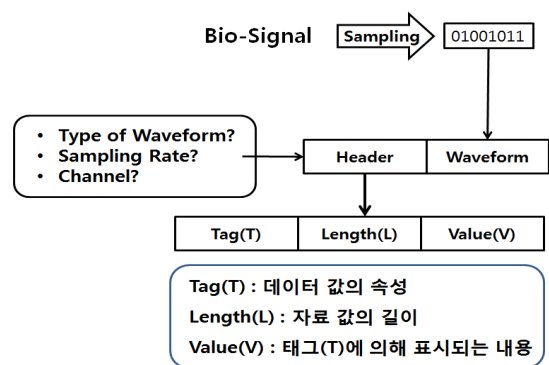 Bio-Signal Sampling 01001011
• Type of Waveform?
• Sampling Rate?
• Channel?
Header Waveform
Tag(T) Length(L) Value(V)
Tag(T) : 데이터 값의 속성
Length(L) : 자료 값의 길이
Value(V) : 태그(T)에 의해 표시되는 내용